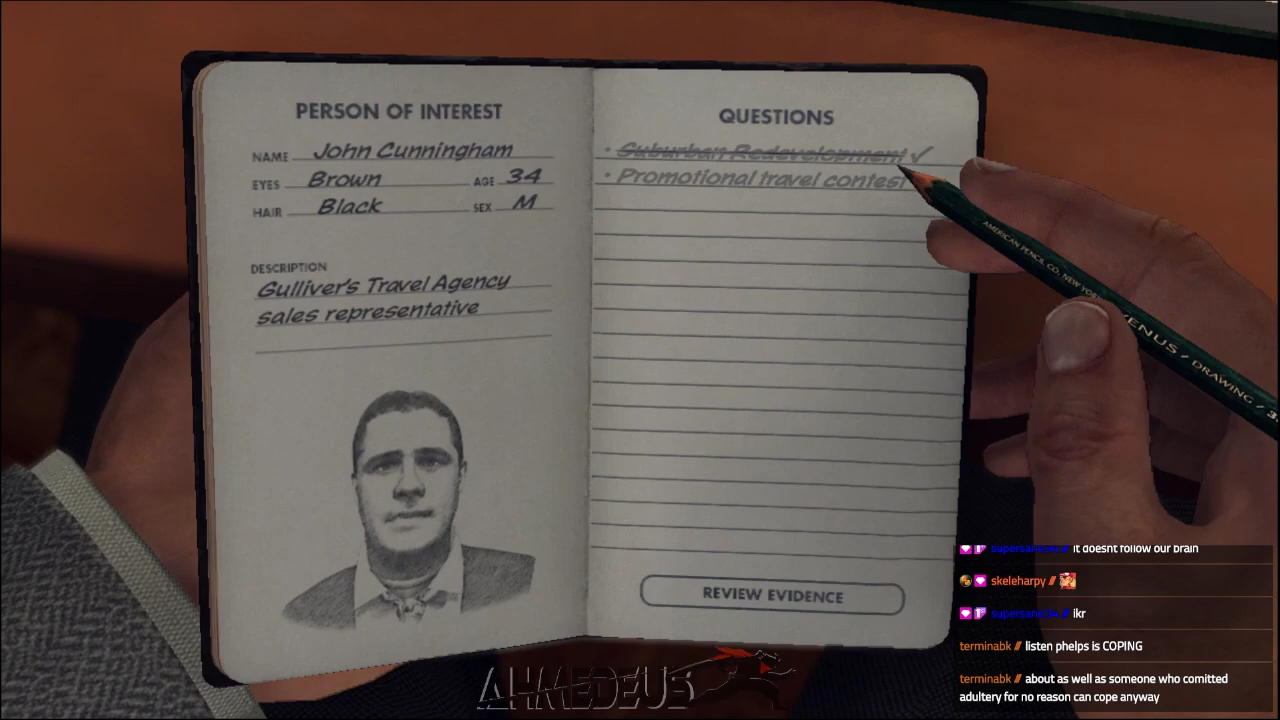 PERSON OF INTEREST
NAME John Cunningham
EYES Brown AGE 34
HAIR Black SEX M
DESCRIPTION
Gulliver's Travel Agency
sales representative
QUESTIONS
• Suburban Redevelopment ✓
• Promotional travel contest
REVIEW EVIDENCE
AMERICAN PENCIL CO. NEW YORK
VENUS / DRAWING / 3
it doesnt follow our brain
skeleharpy //
ikr
terminabk // listen phelps is COPING
terminabk // about as well as someone who comitted
adultery for no reason can cope anyway
AHMEDEUS